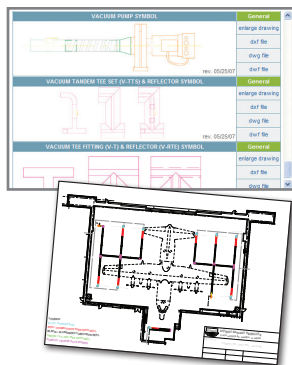 VACUUM PUMP SYMBOL
General
enlarge drawing
dxf file
dwg file
dwf file
rev. 05/25/07
VACUUM TANDEM TEE SET (V-TTS) & REFLECTOR SYMBOL
General
enlarge drawing
dxf file
dwg file
dwf file
rev. 05/25/07
VACUUM TEE FITTING (V-T) & REFLECTOR (V-RTE) SYMBOL
General
enlarge drawing
dxf file
dwg file